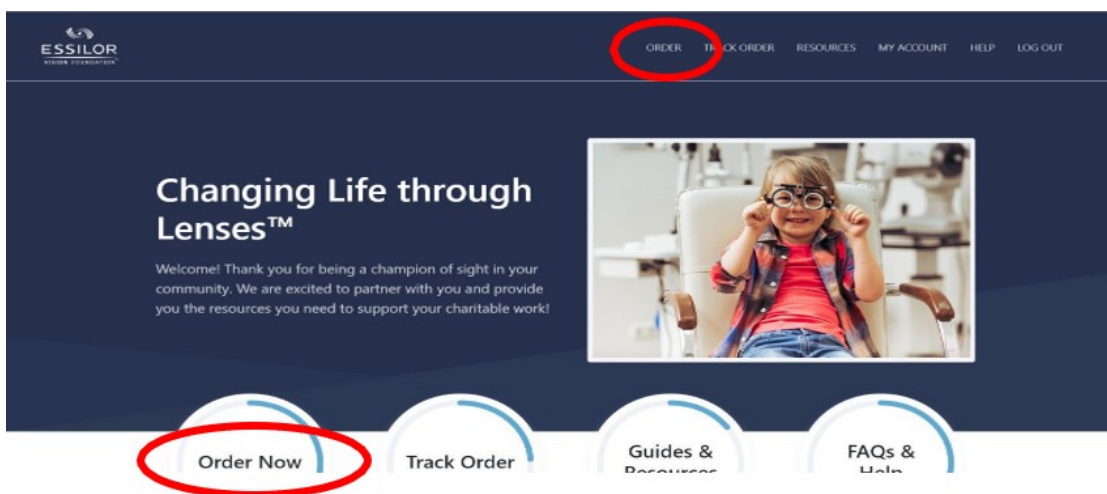 ESSILOR
VISION FOUNDATION
ORDER TRACK ORDER RESOURCES MY ACCOUNT HELP LOG OUT
Changing Life through
Lenses™
Welcome! Thank you for being a champion of sight in your
community. We are excited to partner with you and provide
you the resources you need to support your charitable work!
Order Now
Track Order
Guides &
Resources
FAQs &
Help